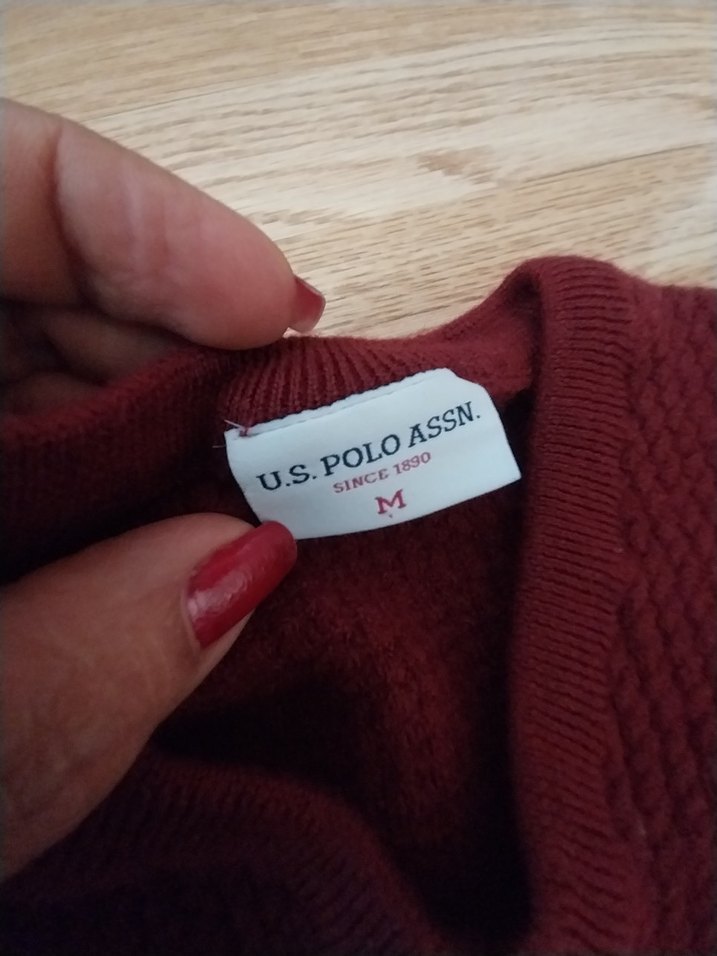 U.S. POLO ASSN.
SINCE 1890
M